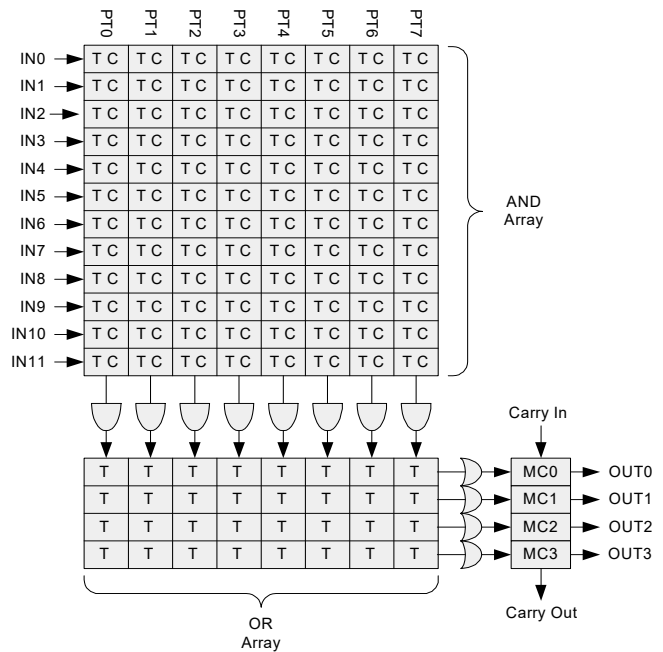 PT0 PT1 PT2 PT3 PT4 PT5 PT6 PT7
IN0 T C T C T C T C T C T C T C T C
IN1 T C T C T C T C T C T C T C T C
IN2 T C T C T C T C T C T C T C T C
IN3 T C T C T C T C T C T C T C T C
IN4 T C T C T C T C T C T C T C T C
IN5 T C T C T C T C T C T C T C T C
IN6 T C T C T C T C T C T C T C T C
IN7 T C T C T C T C T C T C T C T C
IN8 T C T C T C T C T C T C T C T C
IN9 T C T C T C T C T C T C T C T C
IN10 T C T C T C T C T C T C T C T C
IN11 T C T C T C T C T C T C T C T C
AND
Array
Carry In
T T T T T T T T MC0 OUT0
T T T T T T T T MC1 OUT1
T T T T T T T T MC2 OUT2
T T T T T T T T MC3 OUT3
Carry Out
OR
Array